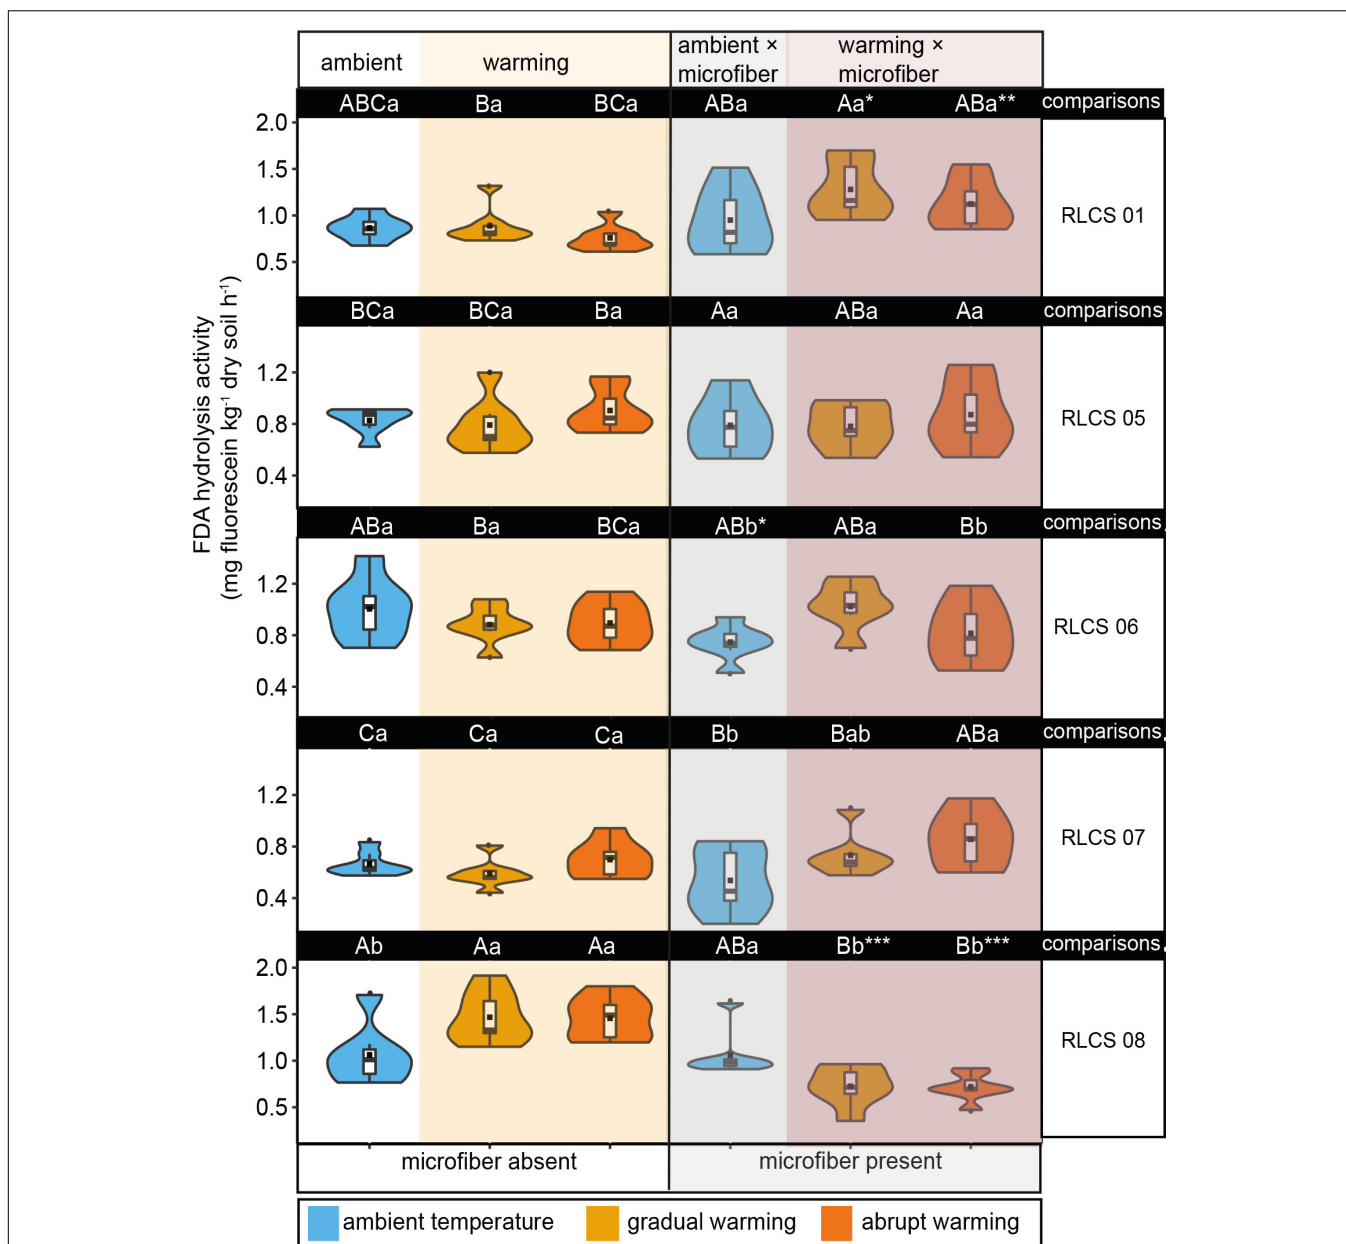 ambient warming ambient × microfiber warming × microfiber
ABCa Ba BCa ABa Aa* ABa** comparisons
2.0
1.5
1.0
0.5
RLCS 01
FDA hydrolysis activity
(mg fluorescein kg-1 dry soil h-1)
BCa BCa Ba Aa ABa Aa comparisons
1.2
0.8
0.4
RLCS 05
ABa Ba BCa ABb* ABa Bb comparisons
1.2
0.8
0.4
RLCS 06
Ca Ca Ca Bb Bab ABa comparisons
1.2
0.8
0.4
RLCS 07
Ab Aa Aa ABa Bb*** Bb*** comparisons
2.0
1.5
1.0
0.5
RLCS 08
microfiber absent microfiber present
ambient temperature gradual warming abrupt warming